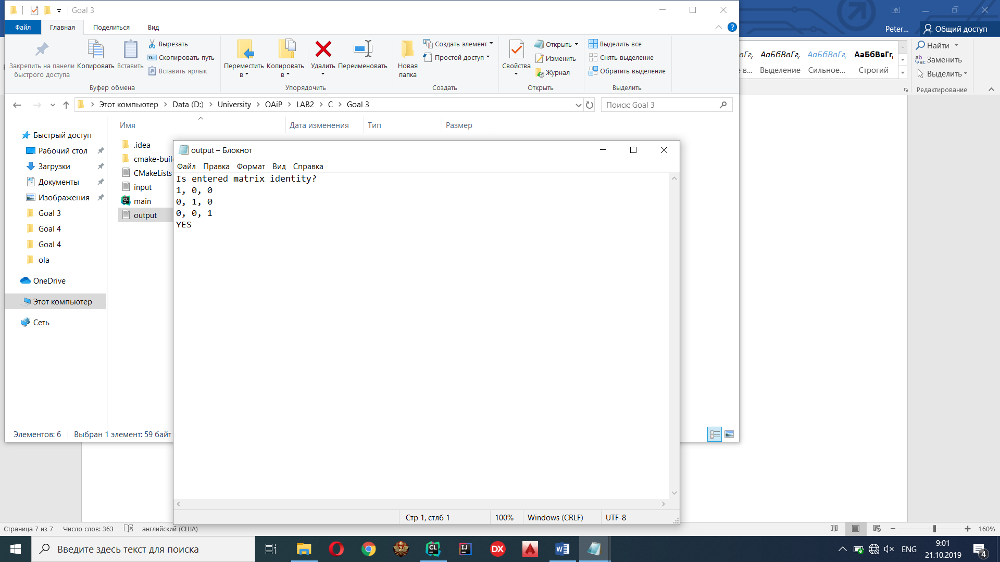 Goal 3
Peter...
Общий доступ
Файл Главная Поделиться Вид
Закрепить на панели быстрого доступа
Копировать
Вставить
Вырезать
Скопировать путь
Вставить ярлык
Буфер обмена
Переместить в
Копировать в
Удалить
Переименовать
Упорядочить
Новая папка
Создать элемент
Простой доступ
Создать
Свойства
Открыть
Изменить
Журнал
Открыть
Выделить все
Снять выделение
Обратить выделение
Выделить
АаБбВвГг, АаБбВвГг, АаБбВвГг,
е в... Выделение Сильное... Строгий
Найти
Заменить
Выделить
Редактирование
Этот компьютер Data (D:) University OAiP LAB2 C Goal 3
Поиск: Goal 3
Имя Дата изменения Тип Размер
Быстрый доступ
Рабочий стол
Загрузки
Документы
Изображения
Goal 3
Goal 4
Goal 4
ola
OneDrive
Этот компьютер
Сеть
.idea
cmake-buil
CMakeLists
input
main
output
output – Блокнот
Файл Правка Формат Вид Справка
Is entered matrix identity?
1, 0, 0
0, 1, 0
0, 0, 1
YES
Стр 1, стлб 1 100% Windows (CRLF) UTF-8
Элементов: 6 Выбран 1 элемент: 59 байт
Страница 7 из 7 Число слов: 363 английский (США) 160%
Введите здесь текст для поиска
ENG
9:01
21.10.2019
4